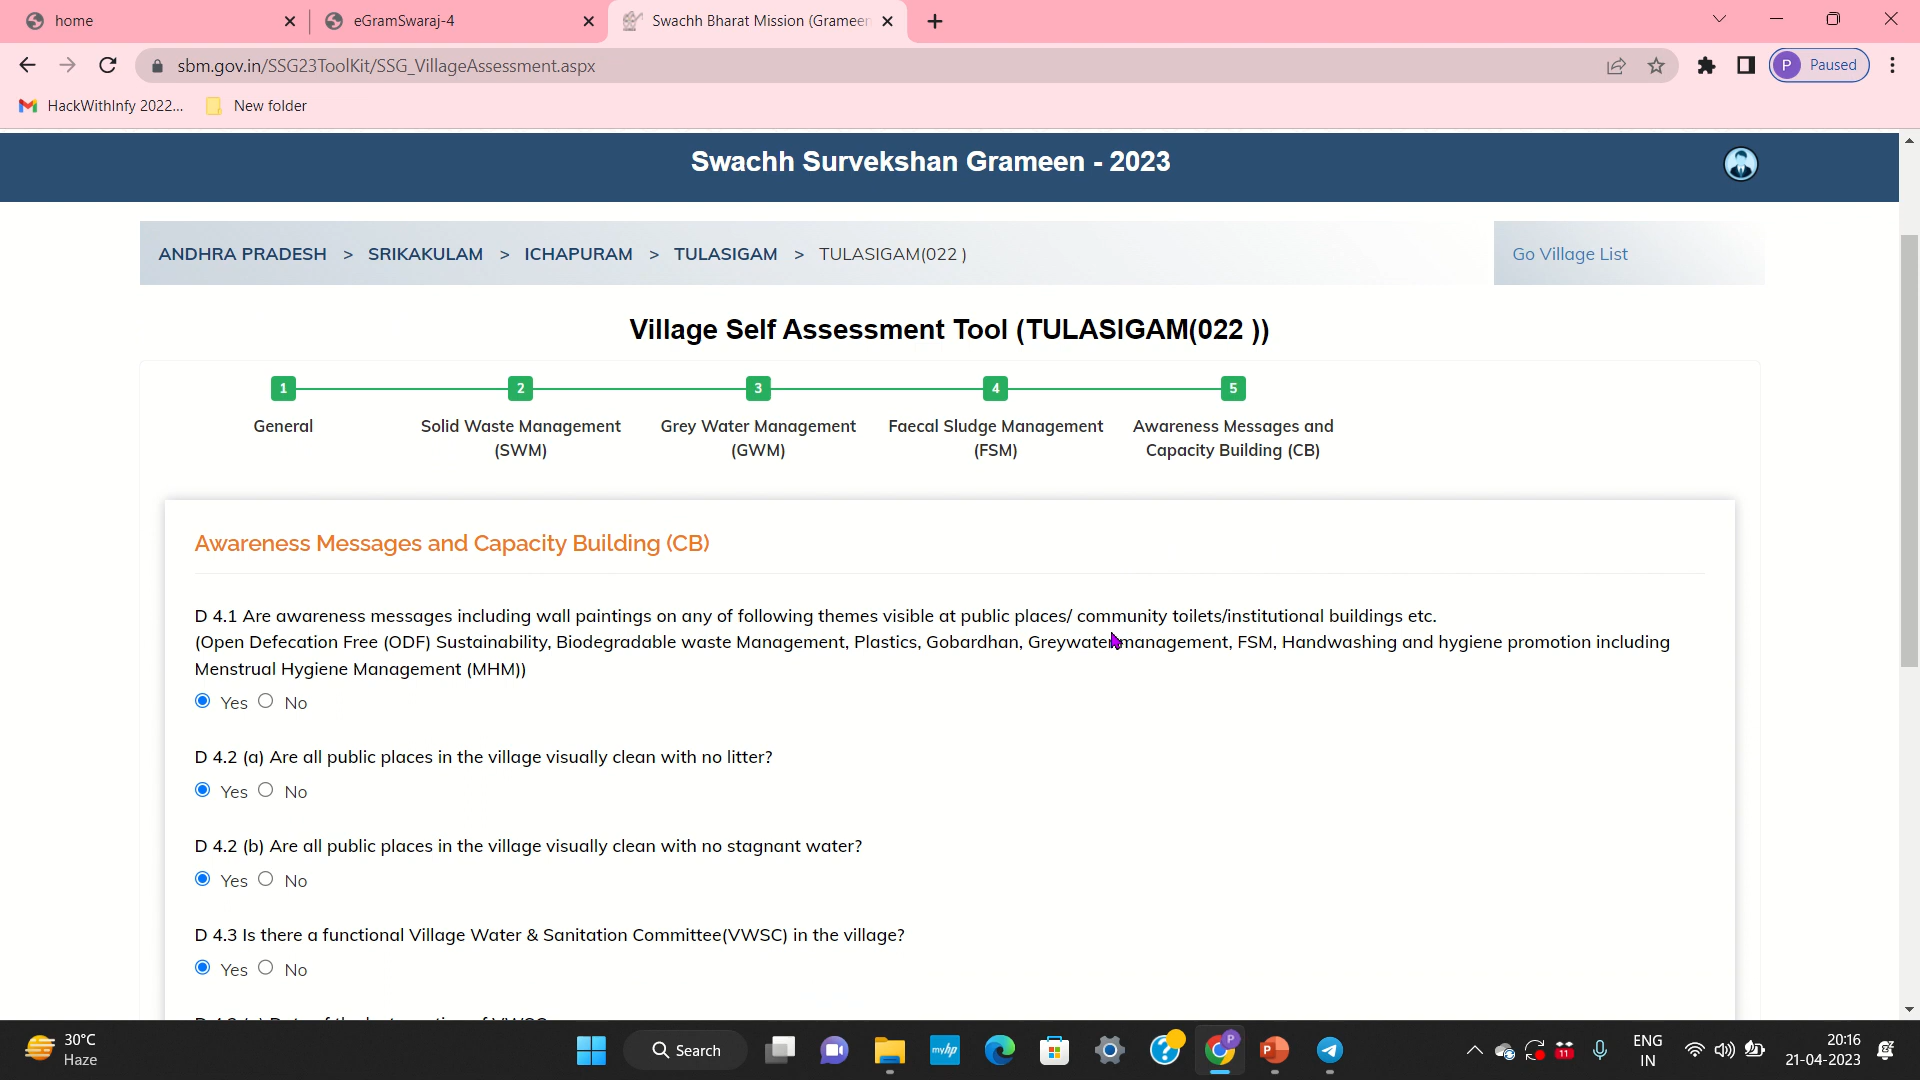 home
eGramSwaraj-4
Swachh Bharat Mission (Grameen
sbm.gov.in/SSG23ToolKit/SSG_VillageAssessment.aspx
P Paused
HackWithInfy 2022...
New folder
Swachh Survekshan Grameen - 2023
ANDHRA PRADESH > SRIKAKULAM > ICHAPURAM > TULASIGAM > TULASIGAM(022 )
Go Village List
Village Self Assessment Tool (TULASIGAM(022 ))
1 2 3 4 5
General
Solid Waste Management
(SWM)
Grey Water Management
(GWM)
Faecal Sludge Management
(FSM)
Awareness Messages and
Capacity Building (CB)
Awareness Messages and Capacity Building (CB)
D 4.1 Are awareness messages including wall paintings on any of following themes visible at public places/ community toilets/institutional buildings etc.
(Open Defecation Free (ODF) Sustainability, Biodegradable waste Management, Plastics, Gobardhan, Greywater management, FSM, Handwashing and hygiene promotion including
Menstrual Hygiene Management (MHM))
Yes No
D 4.2 (a) Are all public places in the village visually clean with no litter?
Yes No
D 4.2 (b) Are all public places in the village visually clean with no stagnant water?
Yes No
D 4.3 Is there a functional Village Water & Sanitation Committee(VWSC) in the village?
Yes No
30°C
Haze
Search
myhp
P
P
11
ENG
IN
20:16
21-04-2023